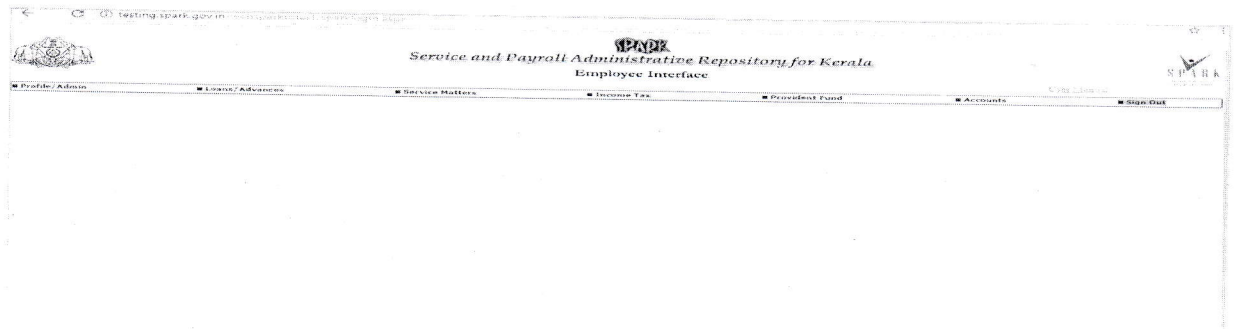 testing.spark.gov.in
SPARK
Service and Payroll Administrative Repository for Kerala
Employee Interface
SPARK
Profile/Admin Loans/Advances Service Matters Income Tax Provident Fund Accounts Sign Out